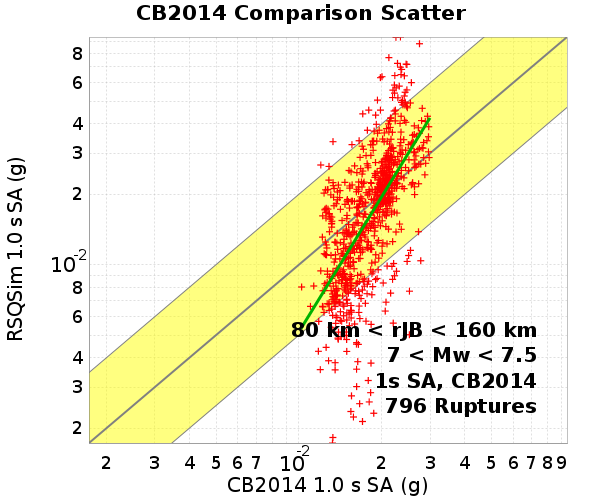 CB2014 Comparison Scatter
8
6
4
3
2
10-2
8
6
4
3
2
RSQSim 1.0 s SA (g)
80 km < rJB < 160 km
7 < Mw < 7.5
1s SA, CB2014
796 Ruptures
2 3 4 5 6 7 10-2 2 3 4 5 6 7 8 9
CB2014 1.0 s SA (g)